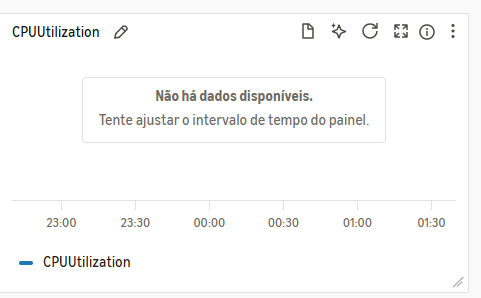 CPUUtilization
Não há dados disponíveis.
Tente ajustar o intervalo de tempo do painel.
23:00 23:30 00:00 00:30 01:00 01:30
CPUUtilization